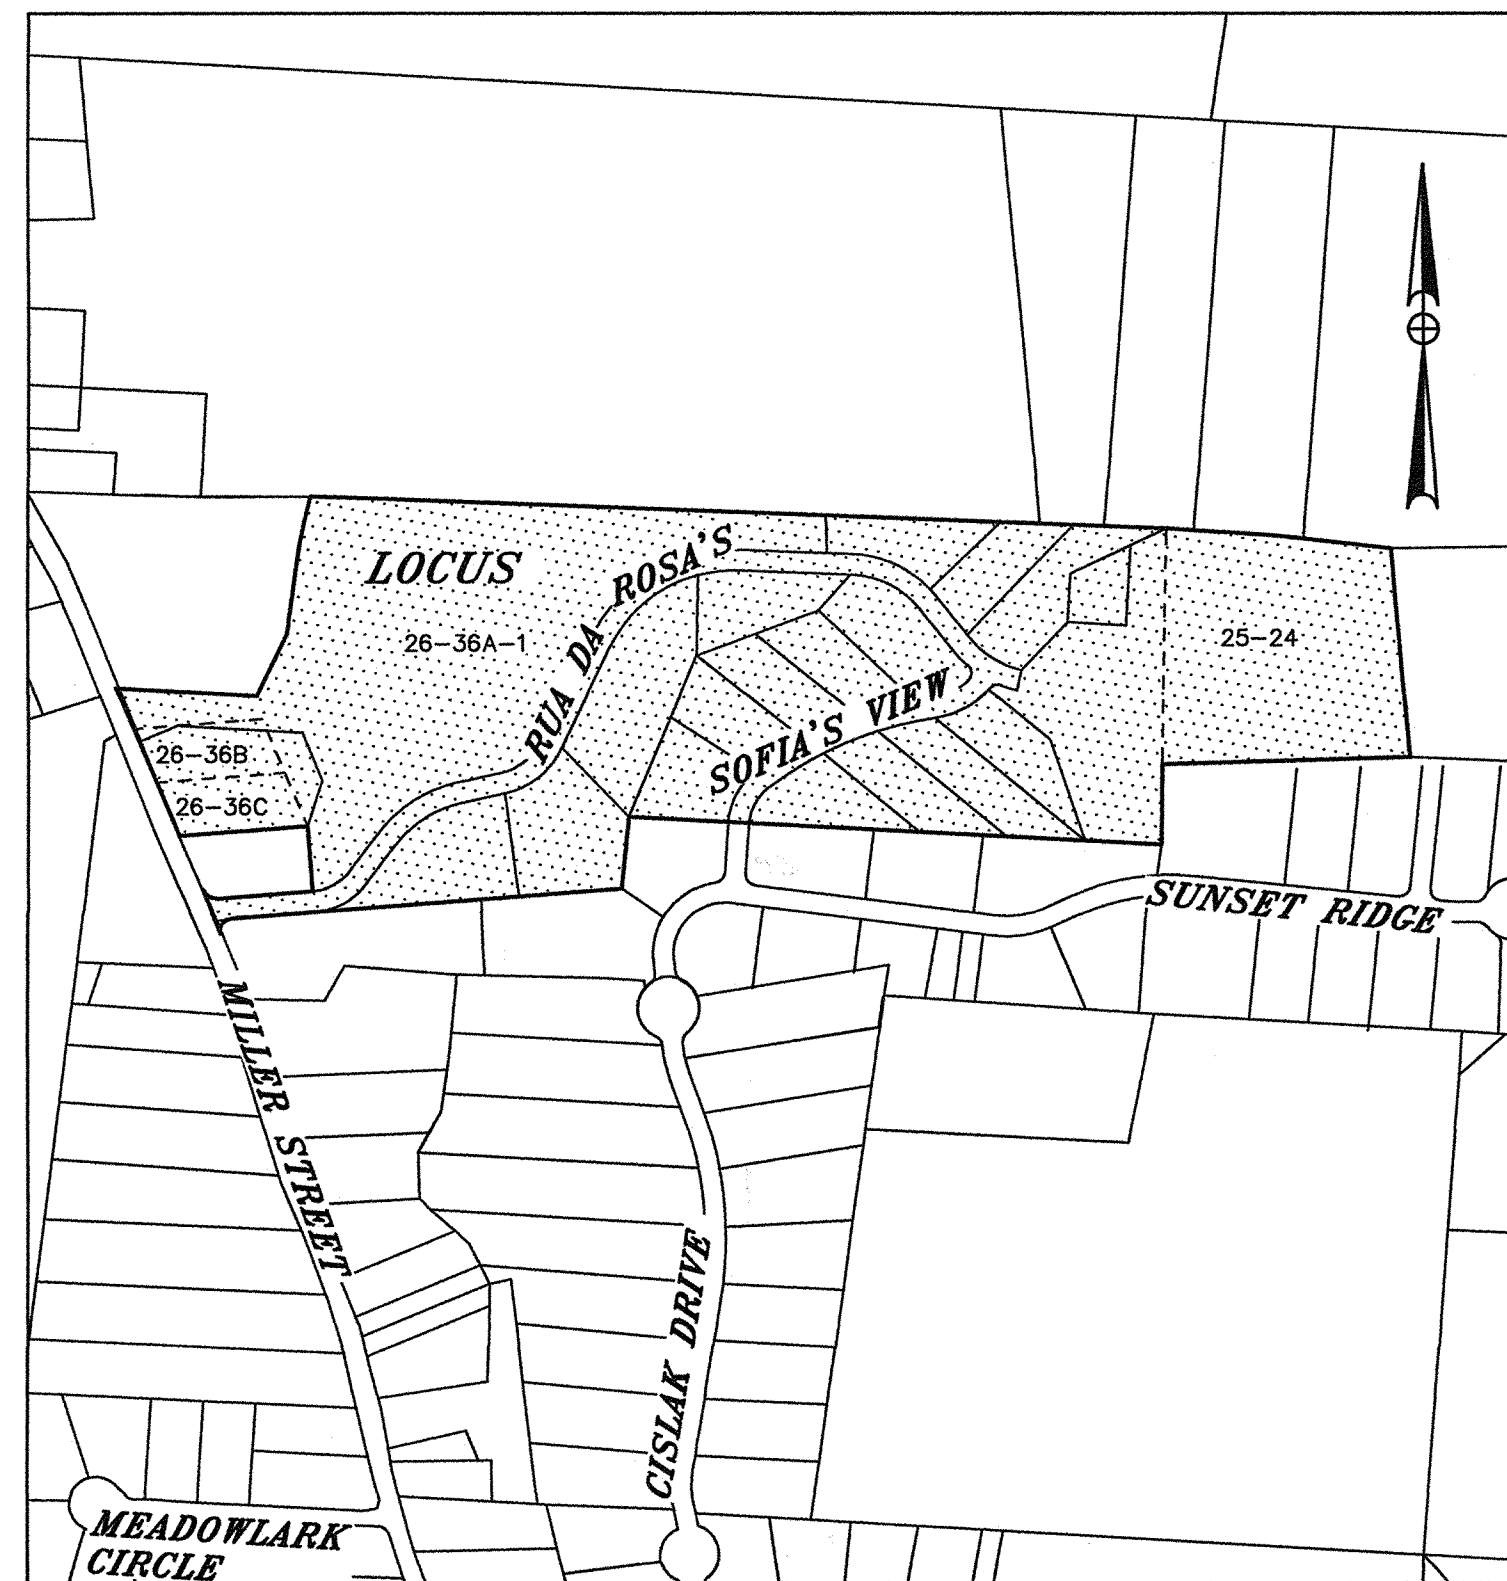 LOCUS
26-36A-1
RUA DA ROSA'S
25-24
SOFIA'S VIEW
26-36B
26-36C
SUNSET RIDGE
MILLER STREET
CISLAK DRIVE
MEADOWLARK
CIRCLE